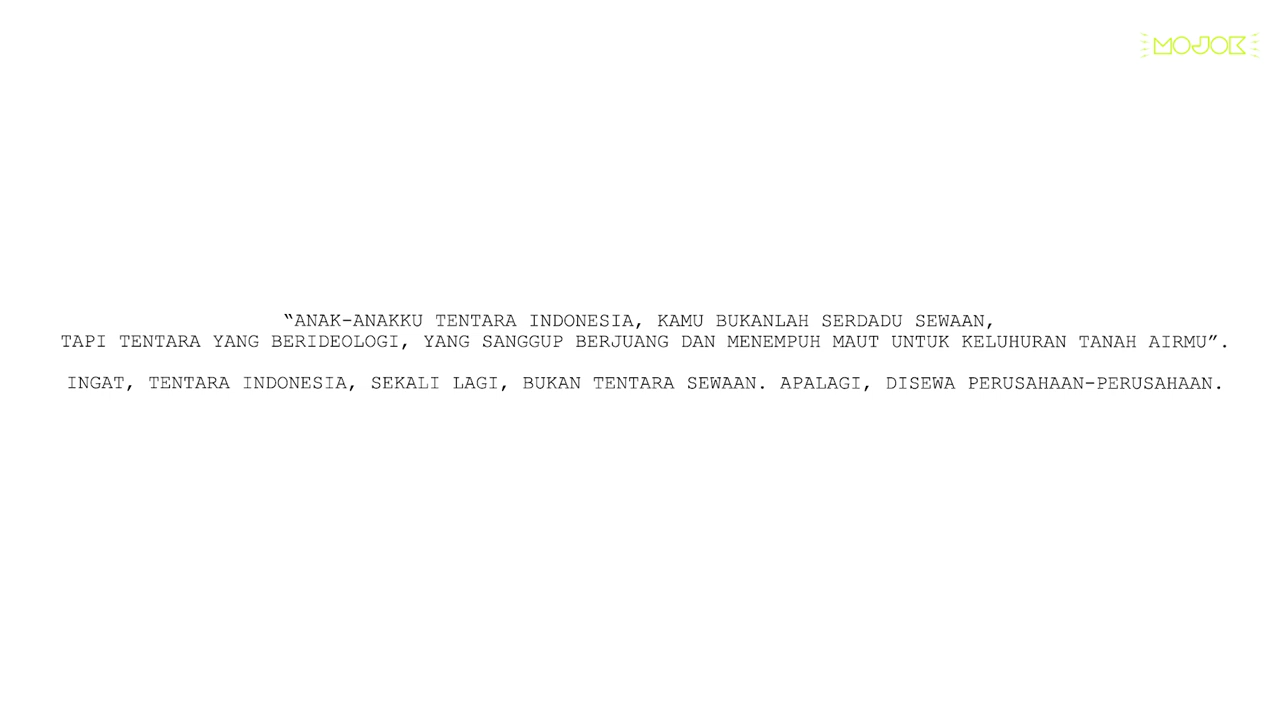 MOJOK
“ANAK-ANAKKU TENTARA INDONESIA, KAMU BUKANLAH SERDADU SEWAAN,
TAPI TENTARA YANG BERIDEOLOGI, YANG SANGGUP BERJUANG DAN MENEMPUH MAUT UNTUK KELUHURAN TANAH AIRMU”.
INGAT, TENTARA INDONESIA, SEKALI LAGI, BUKAN TENTARA SEWAAN. APALAGI, DISEWA PERUSAHAAN-PERUSAHAAN.